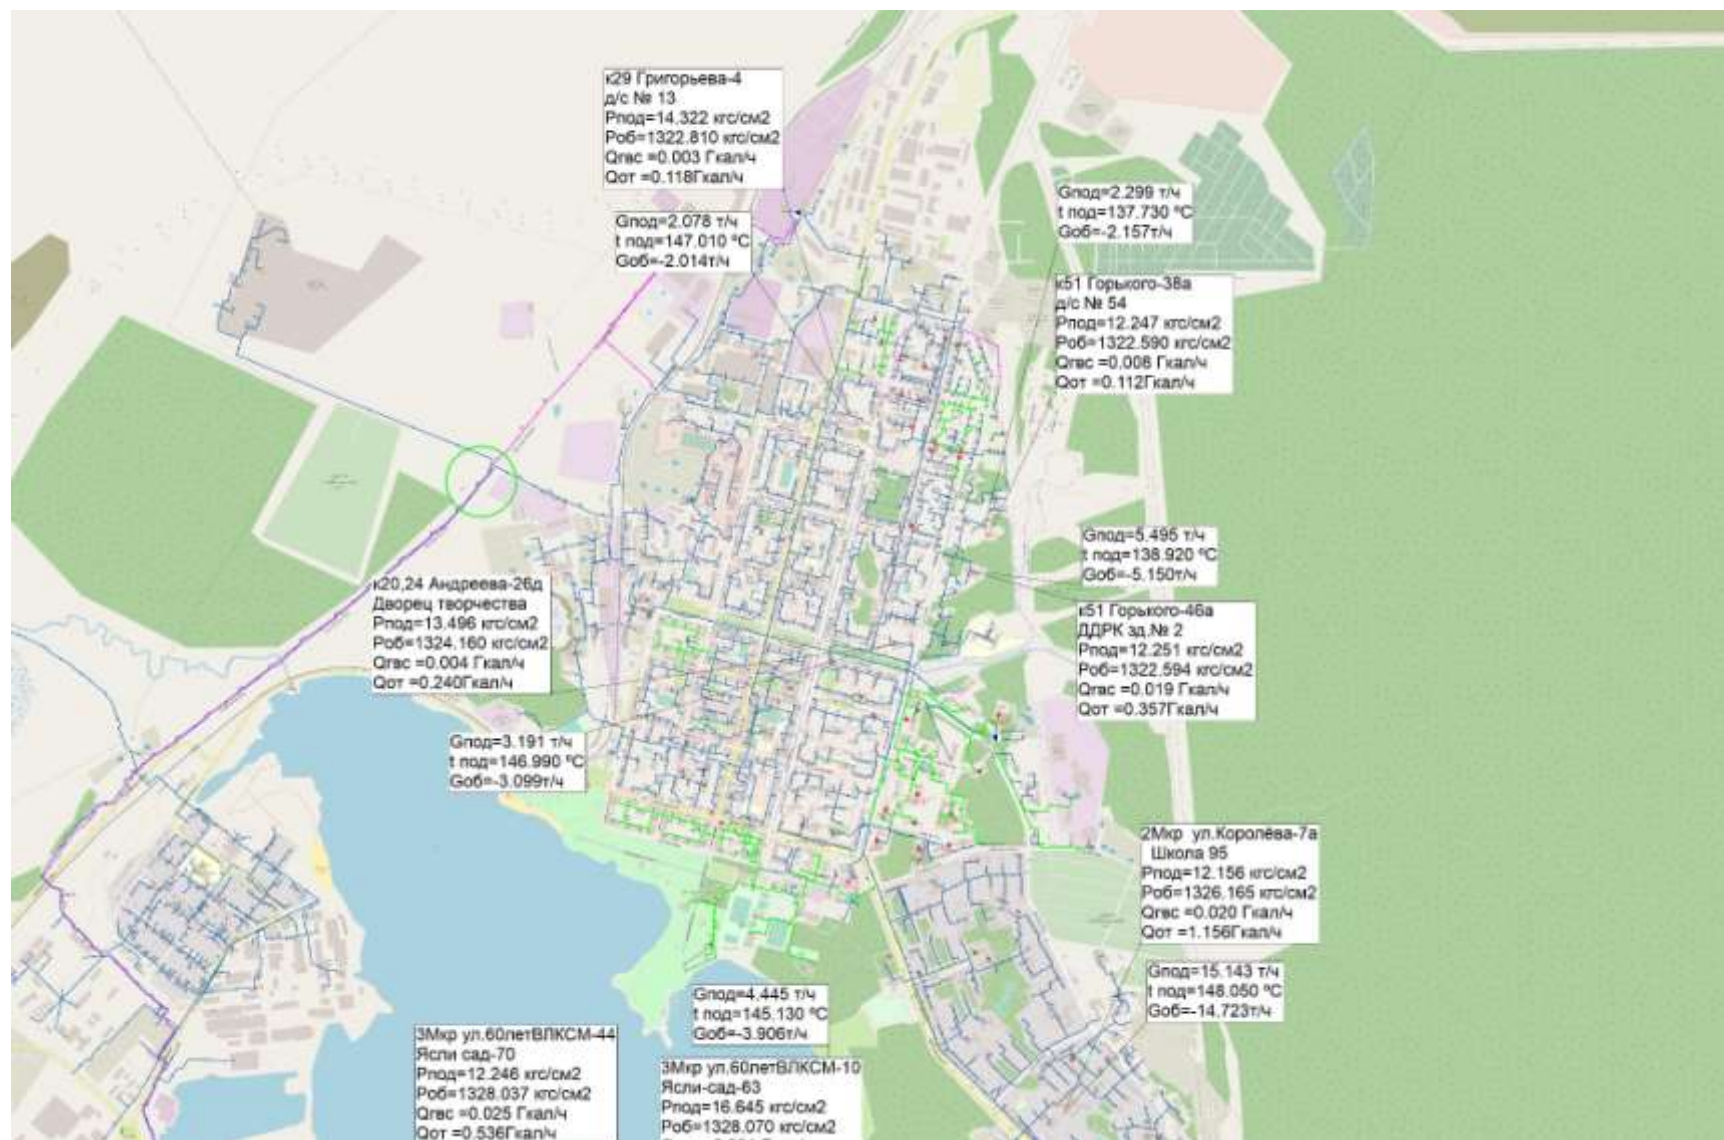 к29 Григорьева-4
д/с № 13
Рпод=14.322 кгс/см2
Роб=1322.810 кгс/см2
Qгвс =0.003 Гкал/ч
Qот =0.118Гкал/ч
Gпод=2.078 т/ч
t под=147.010 ºC
Gоб=-2.014т/ч
Gпод=2.299 т/ч
t под=137.730 ºC
Gоб=-2.157т/ч
к51 Горького-38а
д/с № 54
Рпод=12.247 кгс/см2
Роб=1322.590 кгс/см2
Qгвс =0.008 Гкал/ч
Qот =0.112Гкал/ч
Gпод=5.495 т/ч
t под=138.920 ºC
Gоб=-5.150т/ч
к20,24 Андреева-26д
Дворец творчества
Рпод=13.496 кгс/см2
Роб=1324.160 кгс/см2
Qгвс =0.004 Гкал/ч
Qот =0.240Гкал/ч
к51 Горького-46а
ДДРК зд.№ 2
Рпод=12.251 кгс/см2
Роб=1322.594 кгс/см2
Qгвс =0.019 Гкал/ч
Qот =0.357Гкал/ч
Gпод=3.191 т/ч
t под=146.990 ºC
Gоб=-3.099т/ч
2Мкр ул.Королёва-7а
Школа 95
Рпод=12.156 кгс/см2
Роб=1326.165 кгс/см2
Qгвс =0.020 Гкал/ч
Qот =1.156Гкал/ч
Gпод=15.143 т/ч
t под=148.050 ºC
Gоб=-14.723т/ч
Gпод=4.445 т/ч
t под=145.130 ºC
Gоб=-3.906т/ч
3Мкр ул.60летВЛКСМ-44
Ясли сад-70
Рпод=12.246 кгс/см2
Роб=1328.037 кгс/см2
Qгвс =0.025 Гкал/ч
Qот =0.536Гкал/ч
3Мкр ул.60летВЛКСМ-10
Ясли-сад-63
Рпод=16.645 кгс/см2
Роб=1328.070 кгс/см2